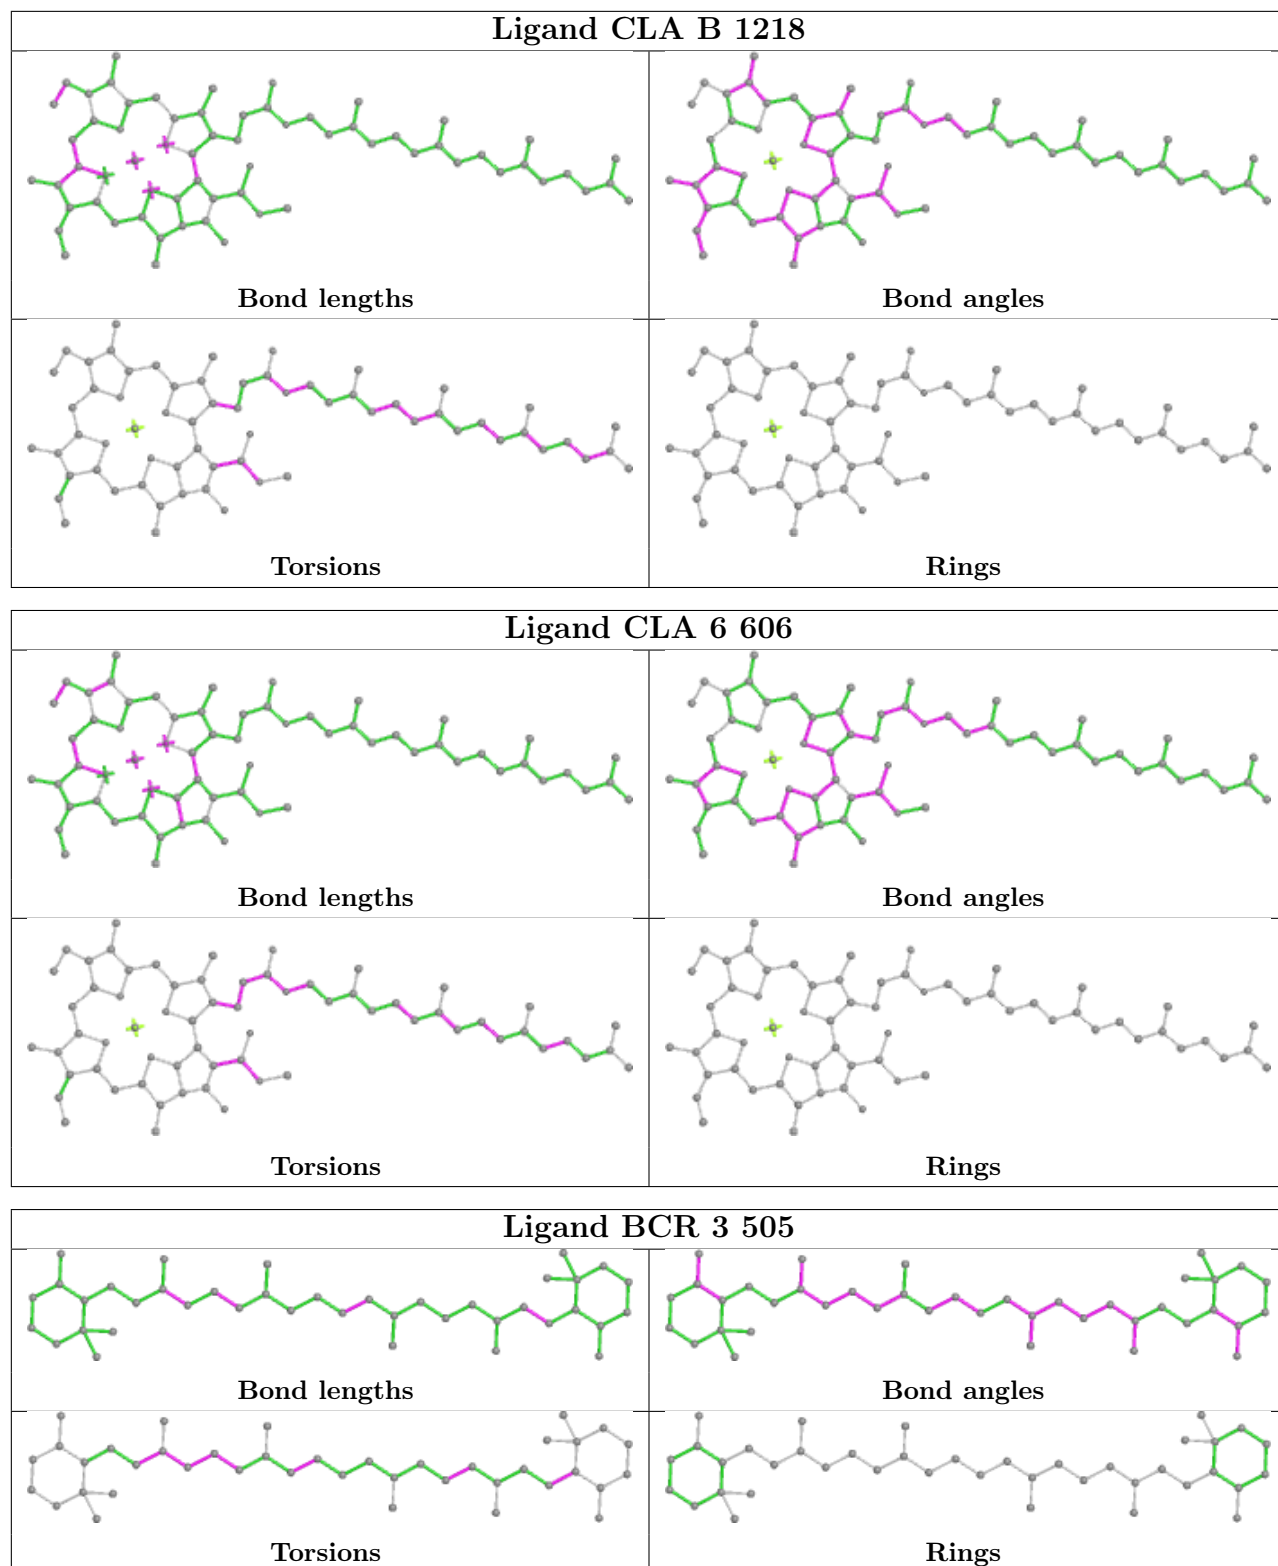 Ligand CLA B 1218
Bond lengths
Bond angles
Torsions
Rings
Ligand CLA 6 606
Bond lengths
Bond angles
Torsions
Rings
Ligand BCR 3 505
Bond lengths
Bond angles
Torsions
Rings